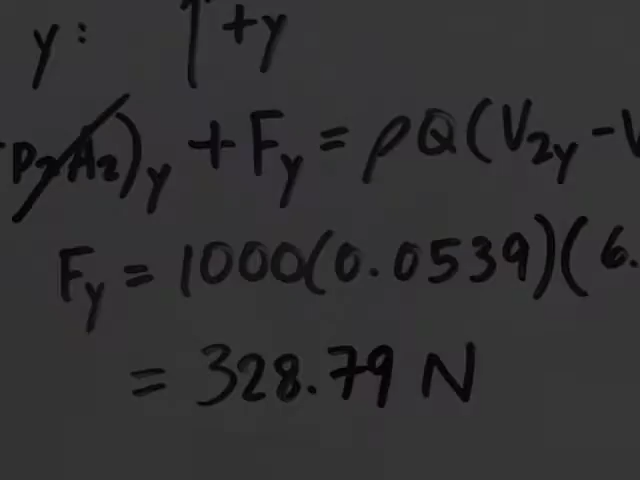 y: ↑+y
P₂A₂)y + Fy = ρQ(V₂y -
Fy = 1000(0.0539)(6.
= 328.79 N